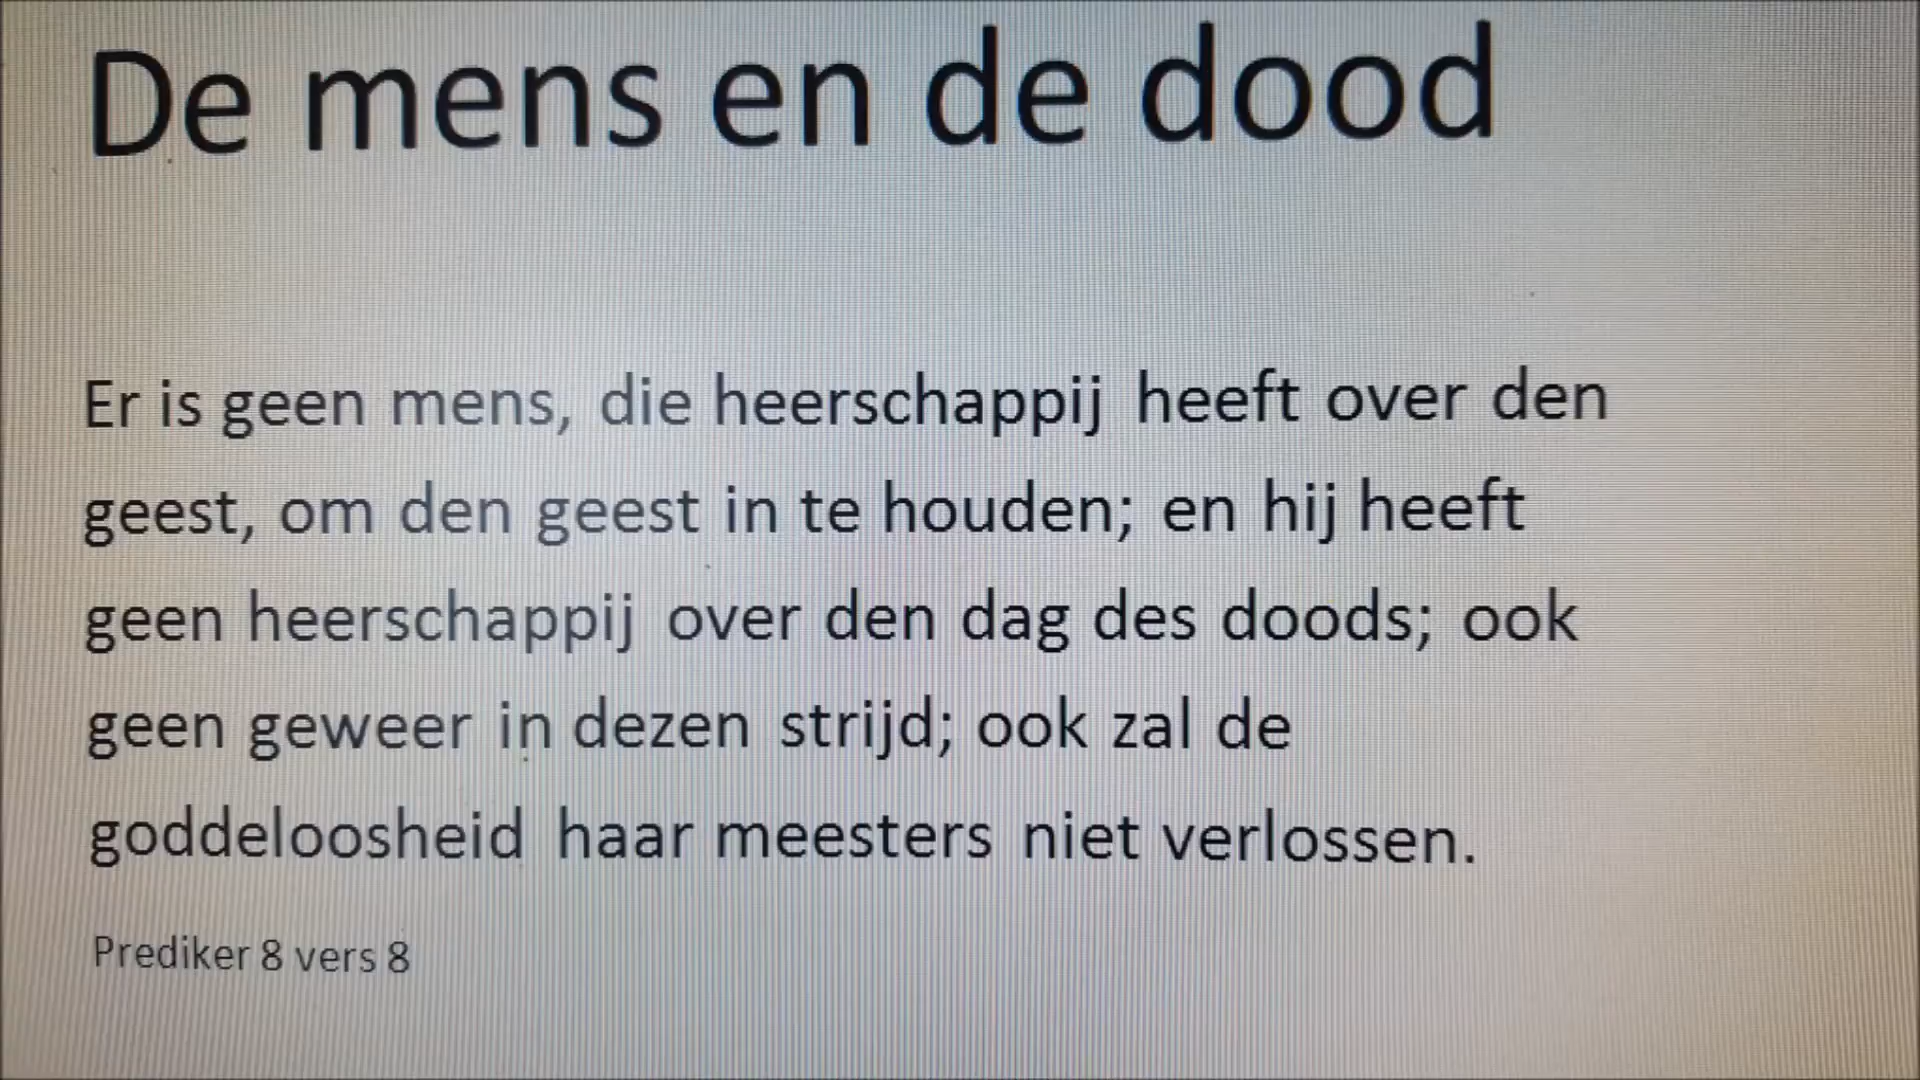 De mens en de dood
Er is geen mens, die heerschappij heeft over den
geest, om den geest in te houden; en hij heeft
geen heerschappij over den dag des doods; ook
geen geweer in dezen strijd; ook zal de
goddeloosheid haar meesters niet verlossen.
Prediker 8 vers 8